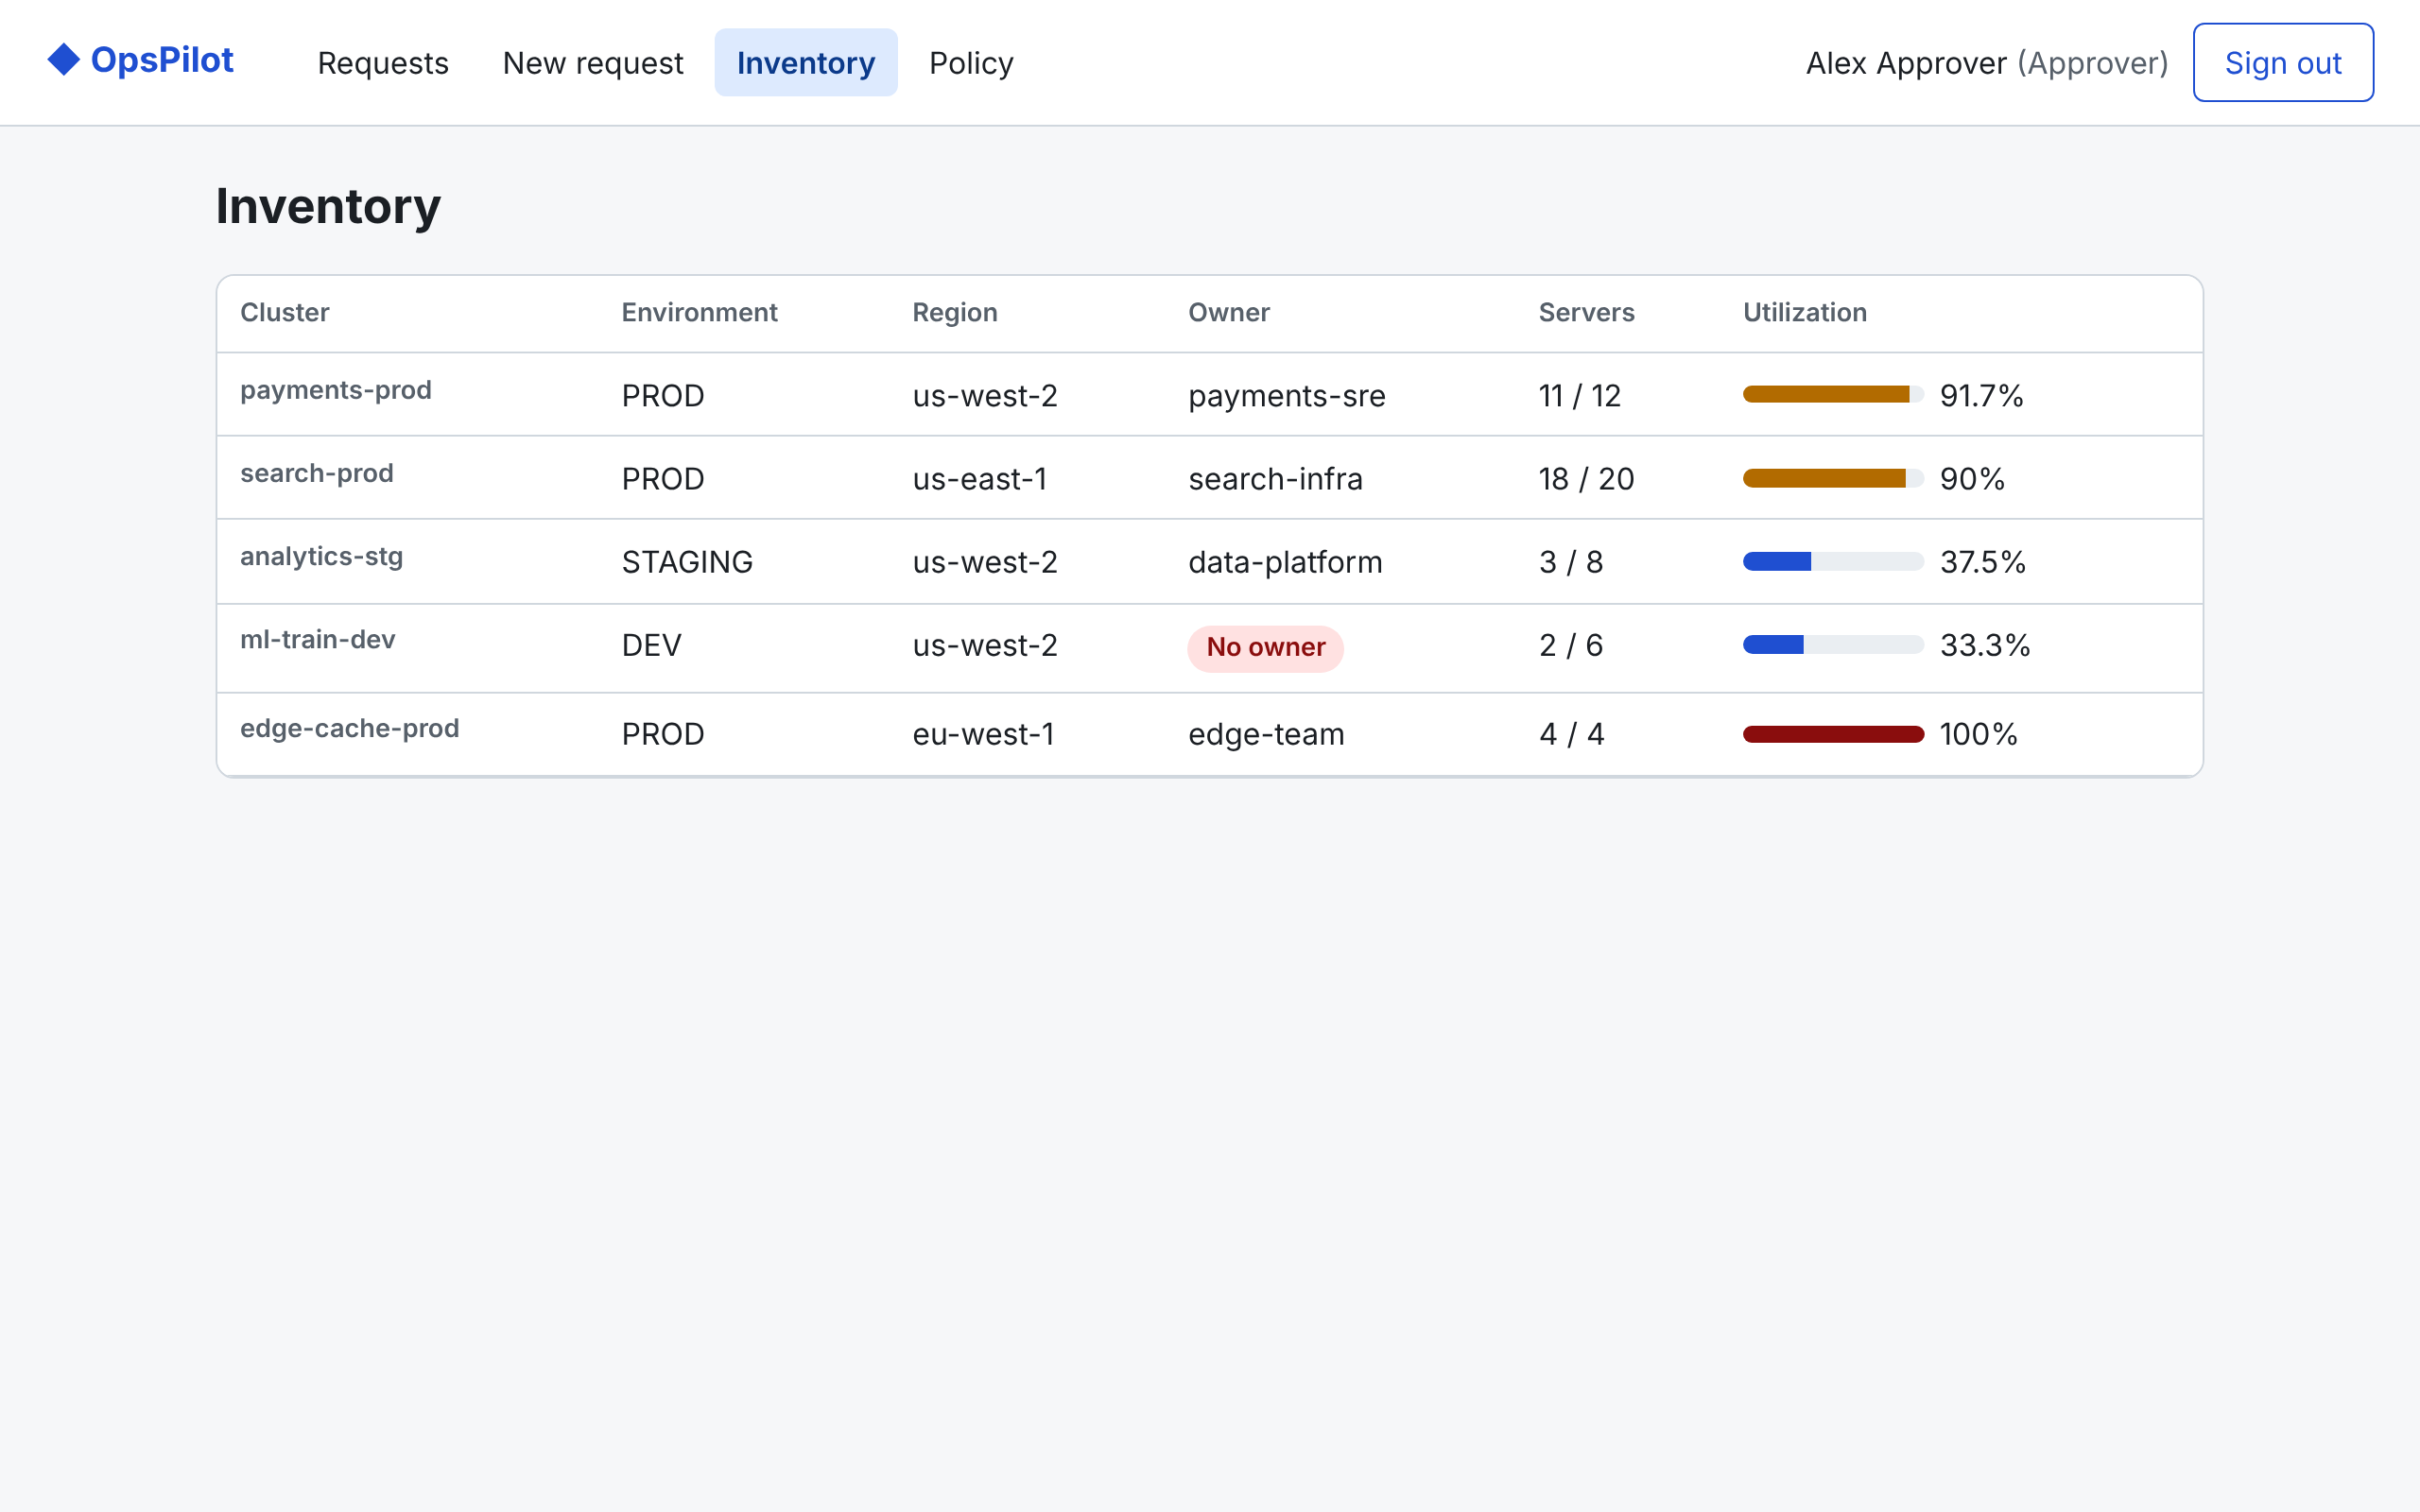 OpsPilot Requests New request Inventory Policy Alex Approver (Approver) Sign out
Inventory
Cluster Environment Region Owner Servers Utilization
payments-prod PROD us-west-2 payments-sre 11 / 12 91.7%
search-prod PROD us-east-1 search-infra 18 / 20 90%
analytics-stg STAGING us-west-2 data-platform 3 / 8 37.5%
ml-train-dev DEV us-west-2 No owner 2 / 6 33.3%
edge-cache-prod PROD eu-west-1 edge-team 4 / 4 100%